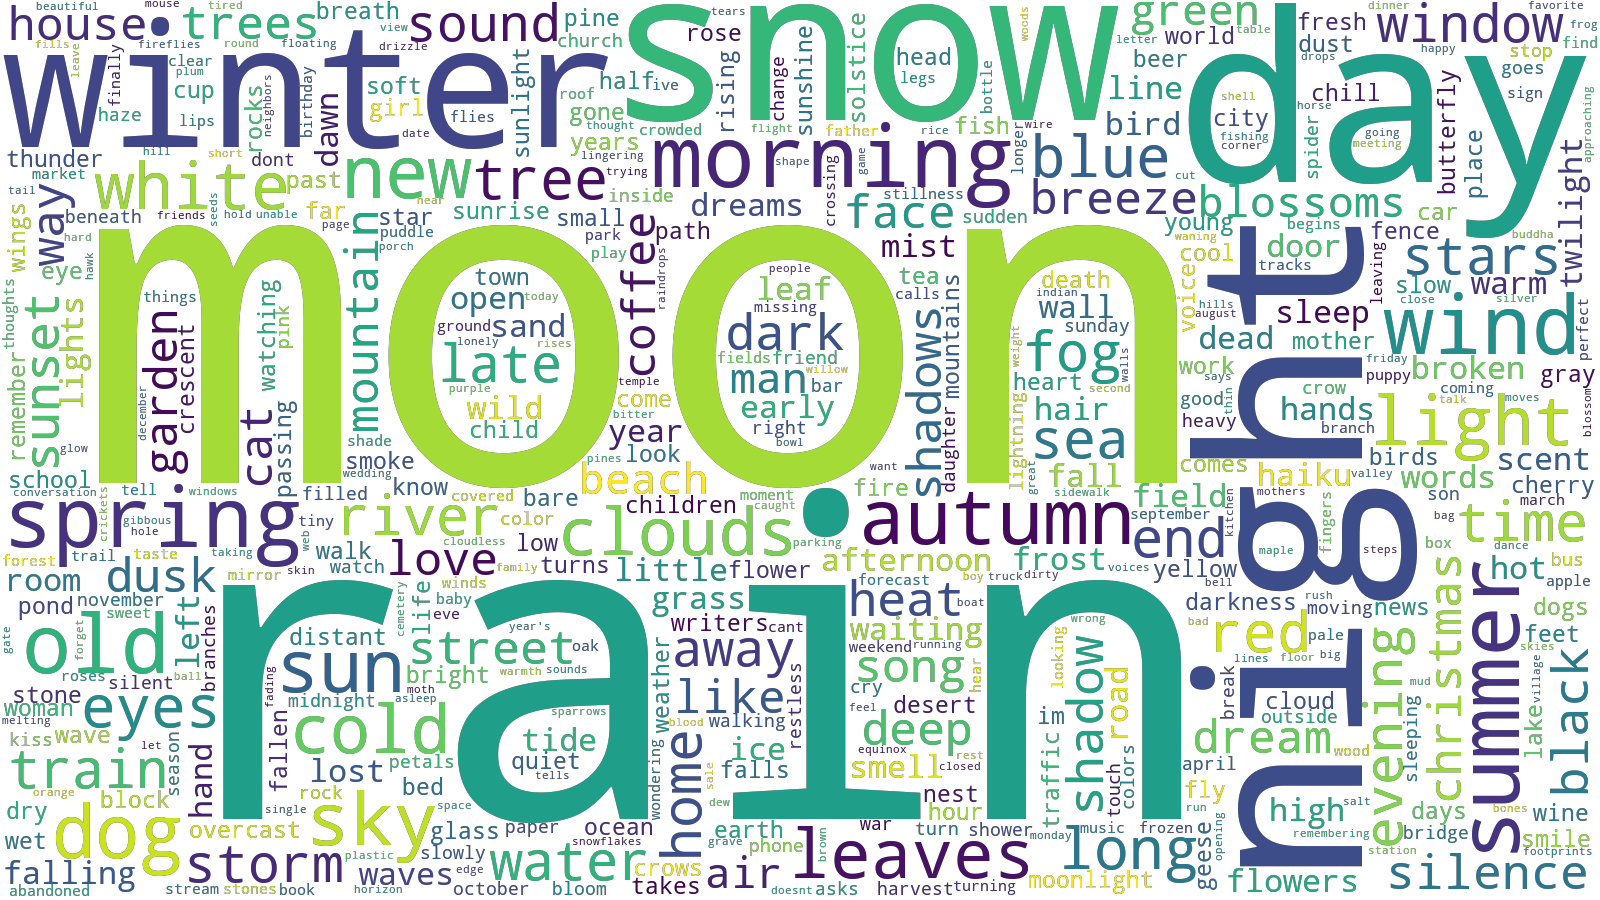 beautiful mouse tired
house trees breath pine sound snow rose
winter
day
green world
fresh window
favorite
dinner
frog
fills fireflies round floating view drizzle church
leave finally clear plum cup haze lips
rocks neighbors birthday dawn soft girl date flies sunlight
half live roof gone thought years crowded
rising change sunshine solstice flight father
head legs bottle rice fish
woods tears
letter table beer line bird
dust drops happy stop goes sign find
chill city shell fishing corner horse spider going meeting butterfly place approaching
thunder hill short dont market
white past new tree lingering trying morning
shape game longer wire blue cut
tail seeds beneath friends hold unable far page
star puddle porch hear sunrise small inside park path dreams crossing stillness face
sudden breeze blossoms young begins car fence twilight
wings way hard hawk eye
mountain play coffee raindrops mist tea calls
waning cool door tracks leaving stars buddha
moon
things garden crescent december watching pink
town open today ground sand lonely rises late purple wild child
people leaf missing dark fields friend willow man bar early right bowl
death indian wall sunday fog walls weight heart second hair sea lightning great fall sidewalk
shadows mountains daughter
voice hills august dead
night
slow warm close silver sleep wind mother perfect
thoughts remember sunset lights glow
work says thin friday puppy broken gray coming
good heavy crow hands branch talk moves light blossom
temple come bitter year pines look beach
cat passing shade smoke wedding know
school conversation tell windows crickets
comes haiku birds valley words scent cherry
filled covered bare children moment caught fire want
spring gibbous hole tiny web river color cloudless low clouds parking
autumn field september end kitchen mothers fingers son bag march time
forest trail taste taking walk watch love turns
afternoon frost voices yellow
maple steps box dance bus
room dusk mirror skin winds family little flower forecast boy truck dirty bell
hot apple
pond november sweet baby eve grass heat boat
darkness rush moving news christmas summer dogs
gate old forget left branches cemetery life
rain
distant year's oak street writers cant waiting weekend running wrong
bad red pale feet
roses ball silent sun warmth sounds bright weather away song hear looking
lines floor big evening skies
stone woman eyes fading midnight moth asleep like restless cry feel desert shadow road
break cloud outside mud village
melting kiss wave hand fallen cold sparrows tide blood walking deep im
dream wood sleeping lake black
let season train petals quiet tells home wondering ice falls equinox closed rest smell traffic touch colors
april
orange block lost bed sale
dry dog single rock sky space dew nest hour fly run high salt days
wet overcast glass paper ocean earth war turn shower monday music frozen opening
remembering bridge wine smile
falling storm plastic slowly edge water snowflakes crows grave phone brown leaves long geese
station footprints
abandoned stream stones book horizon waves october bloom takes air doesnt asks harvest turning moonlight flowers silence